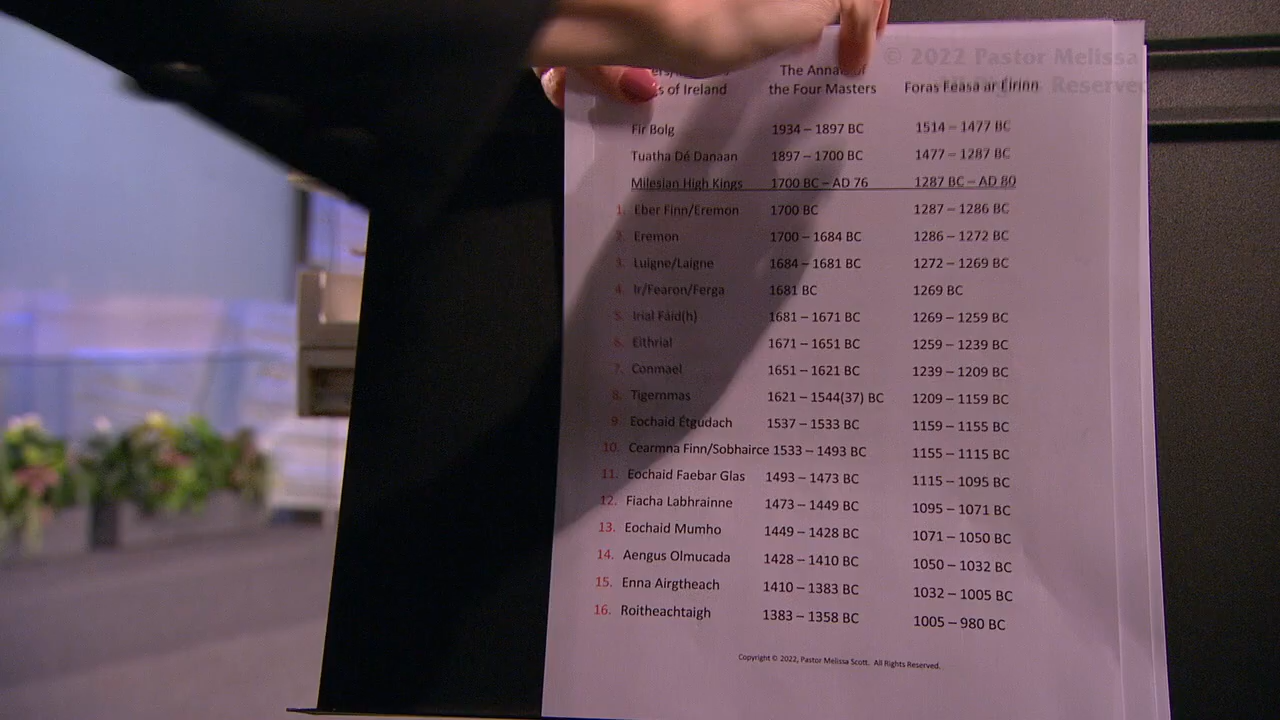 © 2022 Pastor Melissa
All Rights Reserved
The Annals of
s of Ireland the Four Masters Foras Feasa ar Éirinn
Fir Bolg 1934 – 1897 BC 1514 – 1477 BC
Tuatha Dé Danaan 1897 – 1700 BC 1477 – 1287 BC
Milesian High Kings 1700 BC – AD 76 1287 BC – AD 80
1. Eber Finn/Eremon 1700 BC 1287 – 1286 BC
2. Eremon 1700 – 1684 BC 1286 – 1272 BC
3. Luigne/Laigne 1684 – 1681 BC 1272 – 1269 BC
4. Ir/Fearon/Ferga 1681 BC 1269 BC
5. Irial Fáid(h) 1681 – 1671 BC 1269 – 1259 BC
6. Eithrial 1671 – 1651 BC 1259 – 1239 BC
7. Conmael 1651 – 1621 BC 1239 – 1209 BC
8. Tigernmas 1621 – 1544(37) BC 1209 – 1159 BC
9. Eochaid Étgudach 1537 – 1533 BC 1159 – 1155 BC
10. Cearmna Finn/Sobhairce 1533 – 1493 BC 1155 – 1115 BC
11. Eochaid Faebar Glas 1493 – 1473 BC 1115 – 1095 BC
12. Fiacha Labhrainne 1473 – 1449 BC 1095 – 1071 BC
13. Eochaid Mumho 1449 – 1428 BC 1071 – 1050 BC
14. Aengus Olmucada 1428 – 1410 BC 1050 – 1032 BC
15. Enna Airgtheach 1410 – 1383 BC 1032 – 1005 BC
16. Roitheachtaigh 1383 – 1358 BC 1005 – 980 BC
Copyright © 2022, Pastor Melissa Scott. All Rights Reserved.